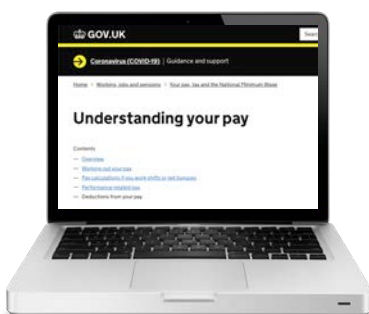 GOV.UK
Sear
Coronavirus (COVID-19) | Guidance and support
Home > Working, jobs and pensions > Your pay, tax and the National Minimum Wage
Understanding your pay
Contents
— Overview
— Working out your pay
— Pay calculations if you work shifts or get bonuses
— Performance related pay
— Deductions from your pay